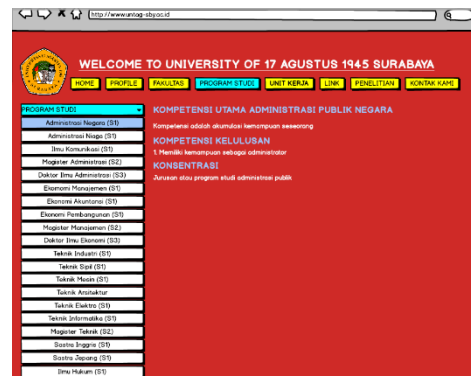 http://www.untag-sby.ac.id
WELCOME TO UNIVERSITY OF 17 AGUSTUS 1945 SURABAYA
HOME PROFILE FAKULTAS PROGRAM STUDI UNIT KERJA LINK PENELITIAN KONTAK KAMI
PROGRAM STUDI
Administrasi Negara (S1)
Administrasi Niaga (S1)
Ilmu Komunikasi (S1)
Magister Administrasi (S2)
Doktor Ilmu Administrasi (S3)
Ekomomi Manajemen (S1)
Ekonomi Akuntansi (S1)
Ekonomi Pembangunan (S1)
Magister Manajemen (S2)
Doktor Ilmu Ekonomi (S3)
Teknik Industri (S1)
Teknik Sipil (S1)
Teknik Mesin (S1)
Teknik Arsitektur
Teknik Elektro (S1)
Teknik Informatika (S1)
Magister Teknik (S2)
Sastra Inggris (S1)
Sastra Jepang (S1)
Ilmu Hukum (S1)
KOMPETENSI UTAMA ADMINISTRASI PUBLIK NEGARA
Kompetensi adalah akumulasi kemampuan seseorang
KOMPETENSI KELULUSAN
1. Memiliki kemampuan sebagai administrator
KONSENTRASI
Jurusan atau program studi administrasi publik